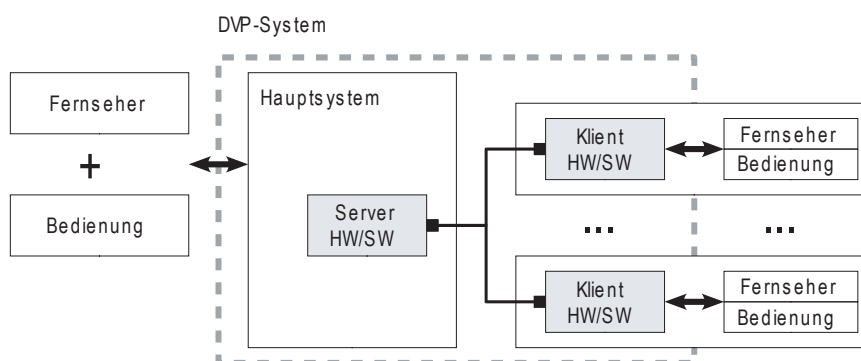 DVP-System
Fernseher
+
Bedienung
Hauptsystem
Server
HW/SW
Klient
HW/SW
Fernseher
Bedienung
...
...
Klient
HW/SW
Fernseher
Bedienung